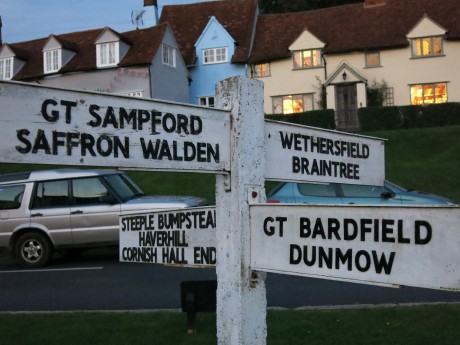 GT SAMPFORD
SAFFRON WALDEN
WETHERSFIELD
BRAINTREE
STEEPLE BUMPSTEAD
HAVERHILL
CORNISH HALL END
GT BARDFIELD
DUNMOW